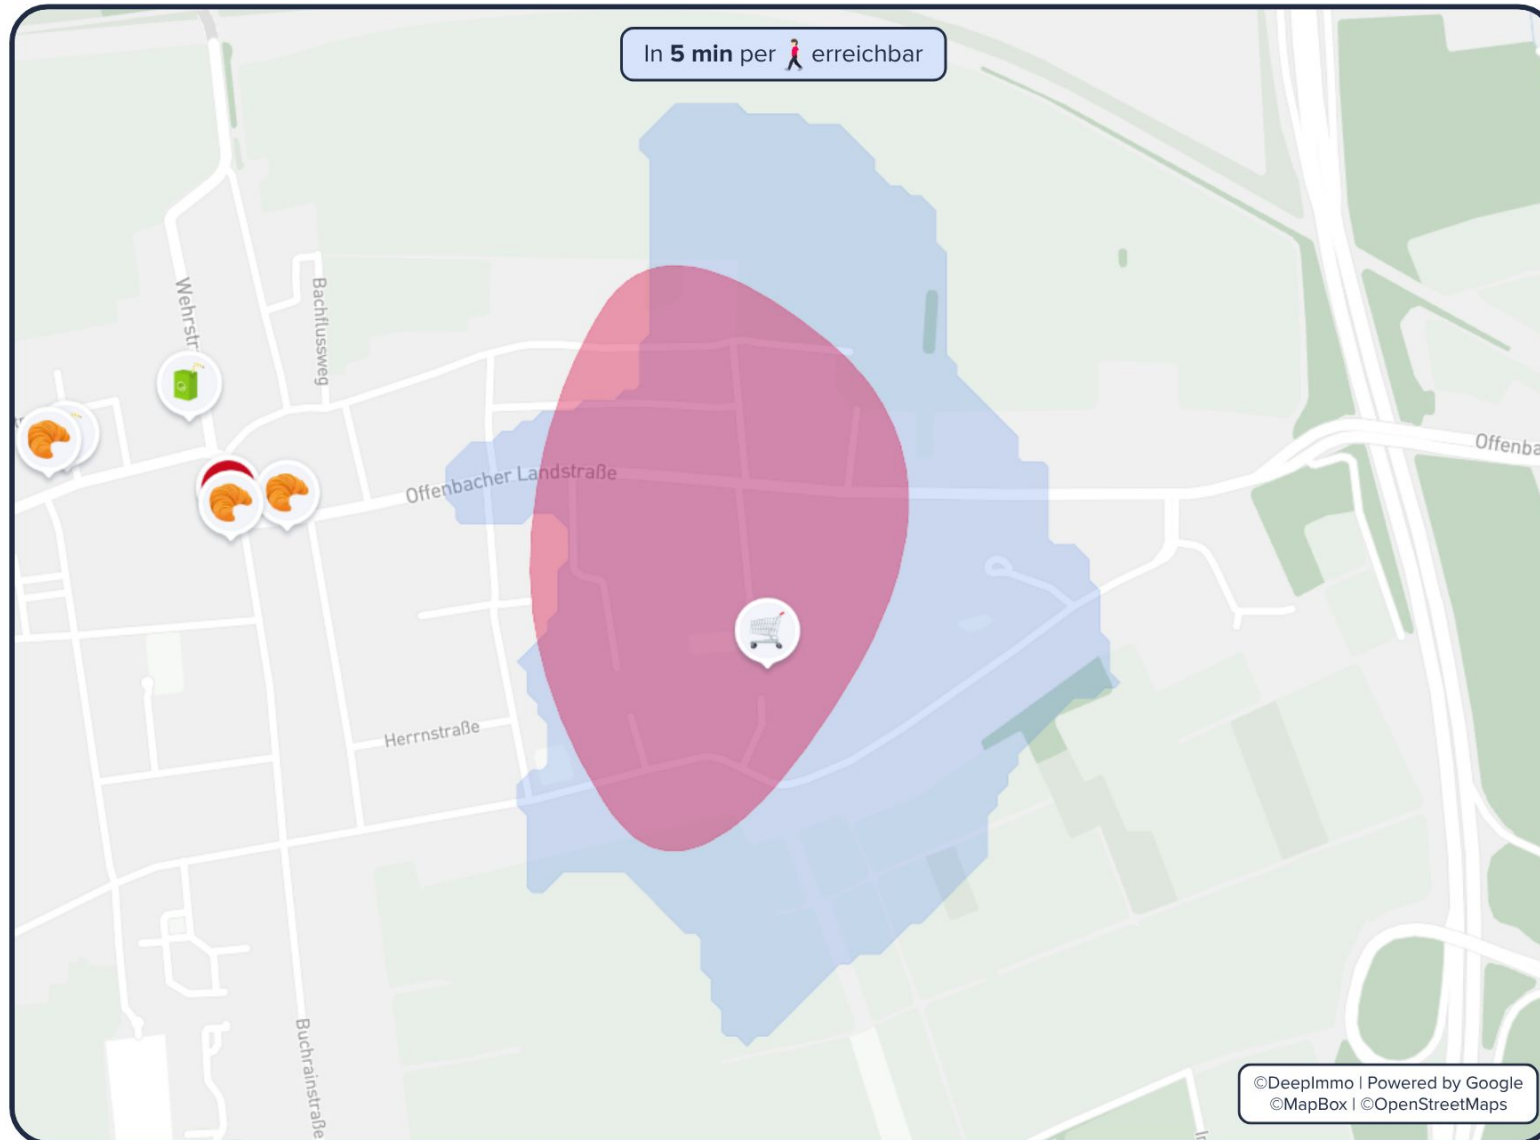 In 5 min per erreichbar
Wehrstr
Bachflussweg
Offenbacher Landstraße
Offenba
Herrnstraße
Buchrainstraße
©DeepImmo | Powered by Google
©MapBox | ©OpenStreetMaps